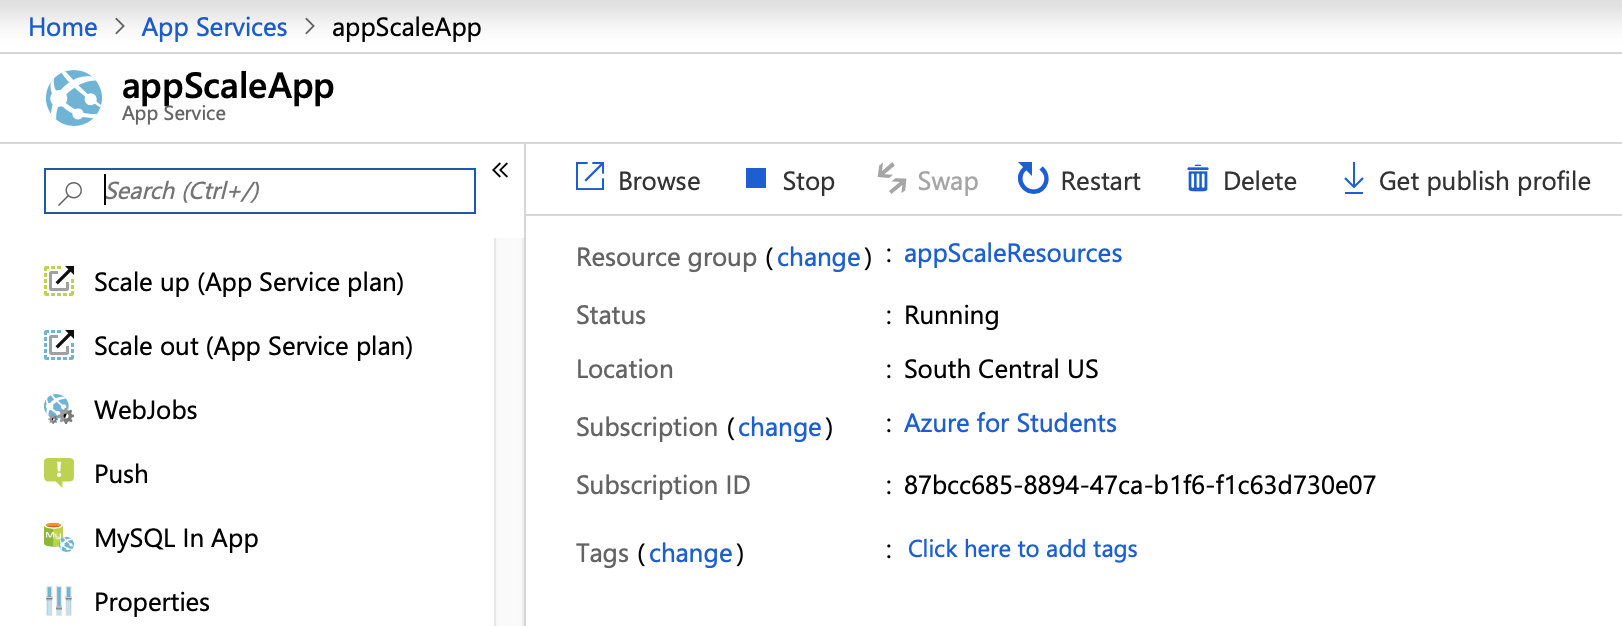 Home > App Services > appScaleApp
appScaleApp
App Service
Search (Ctrl+/)
«
Scale up (App Service plan)
Scale out (App Service plan)
WebJobs
Push
My
MySQL In App
Properties
Browse Stop Swap Restart Delete Get publish profile
Resource group (change) : appScaleResources
Status : Running
Location : South Central US
Subscription (change) : Azure for Students
Subscription ID : 87bcc685-8894-47ca-b1f6-f1c63d730e07
Tags (change) : Click here to add tags